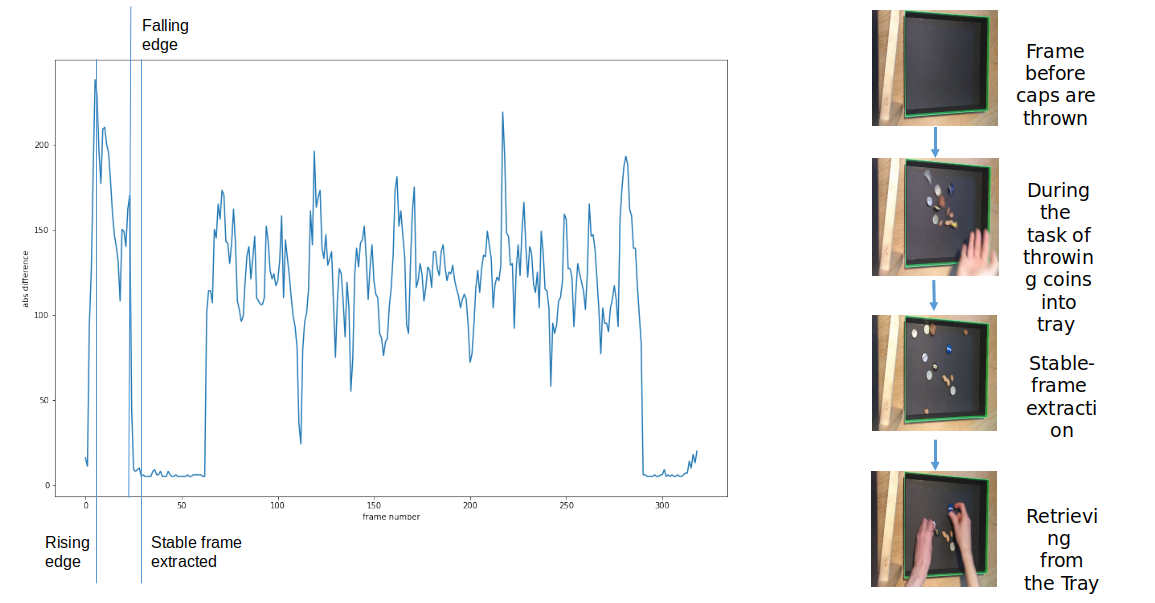 Falling
edge
200
150
100
50
0
abs difference
0
50
100
150
200
250
300
frame number
Rising
edge
Stable frame
extracted
Frame
before
caps are
thrown
During
the
task of
throwin
g coins
into
tray
Stable-
frame
extracti
on
Retrievi
ng
from
the Tray